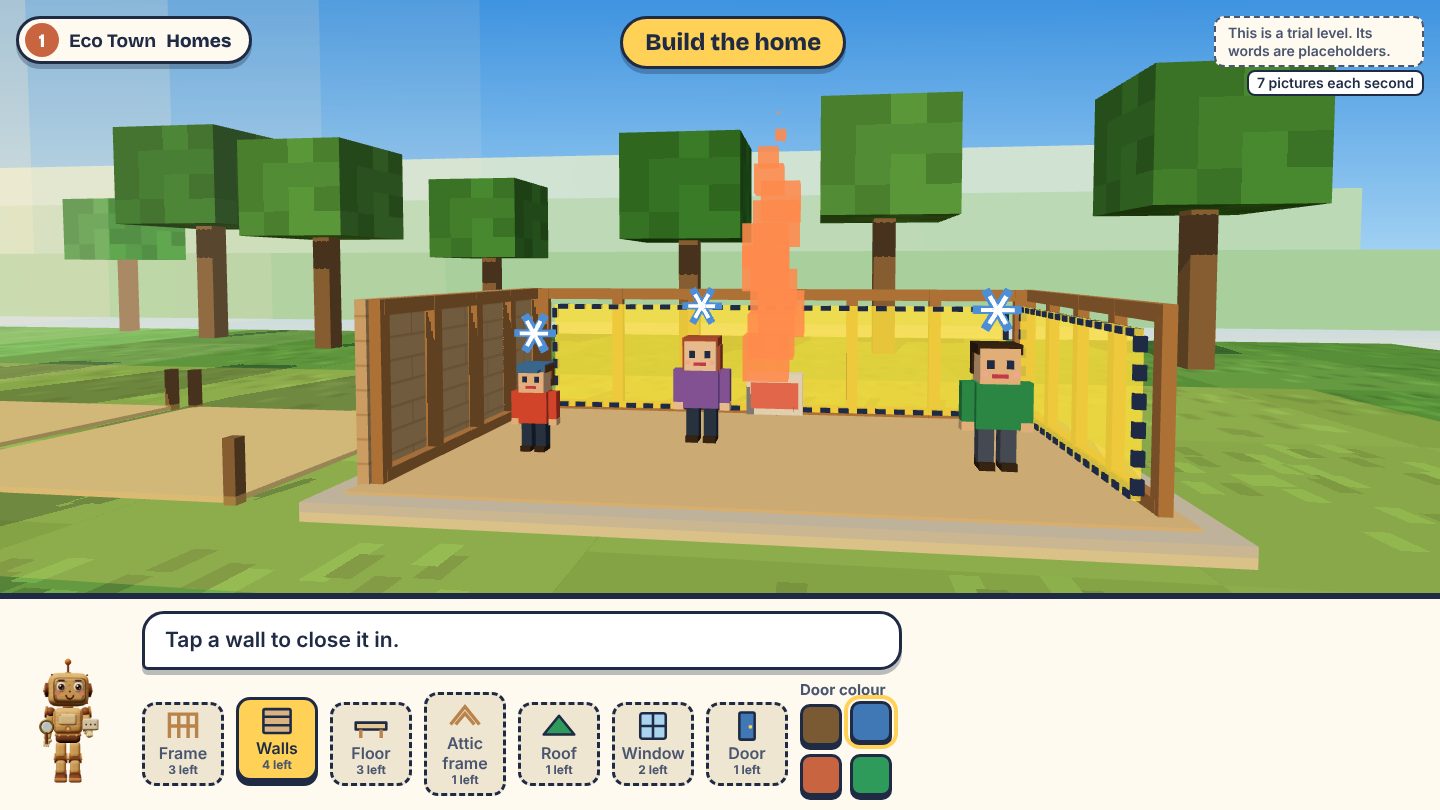 1 Eco Town Homes
Build the home
This is a trial level. Its
words are placeholders.
7 pictures each second
Tap a wall to close it in.
Door colour
Frame
3 left
Walls
4 left
Floor
3 left
Attic
frame
1 left
Roof
1 left
Window
2 left
Door
1 left